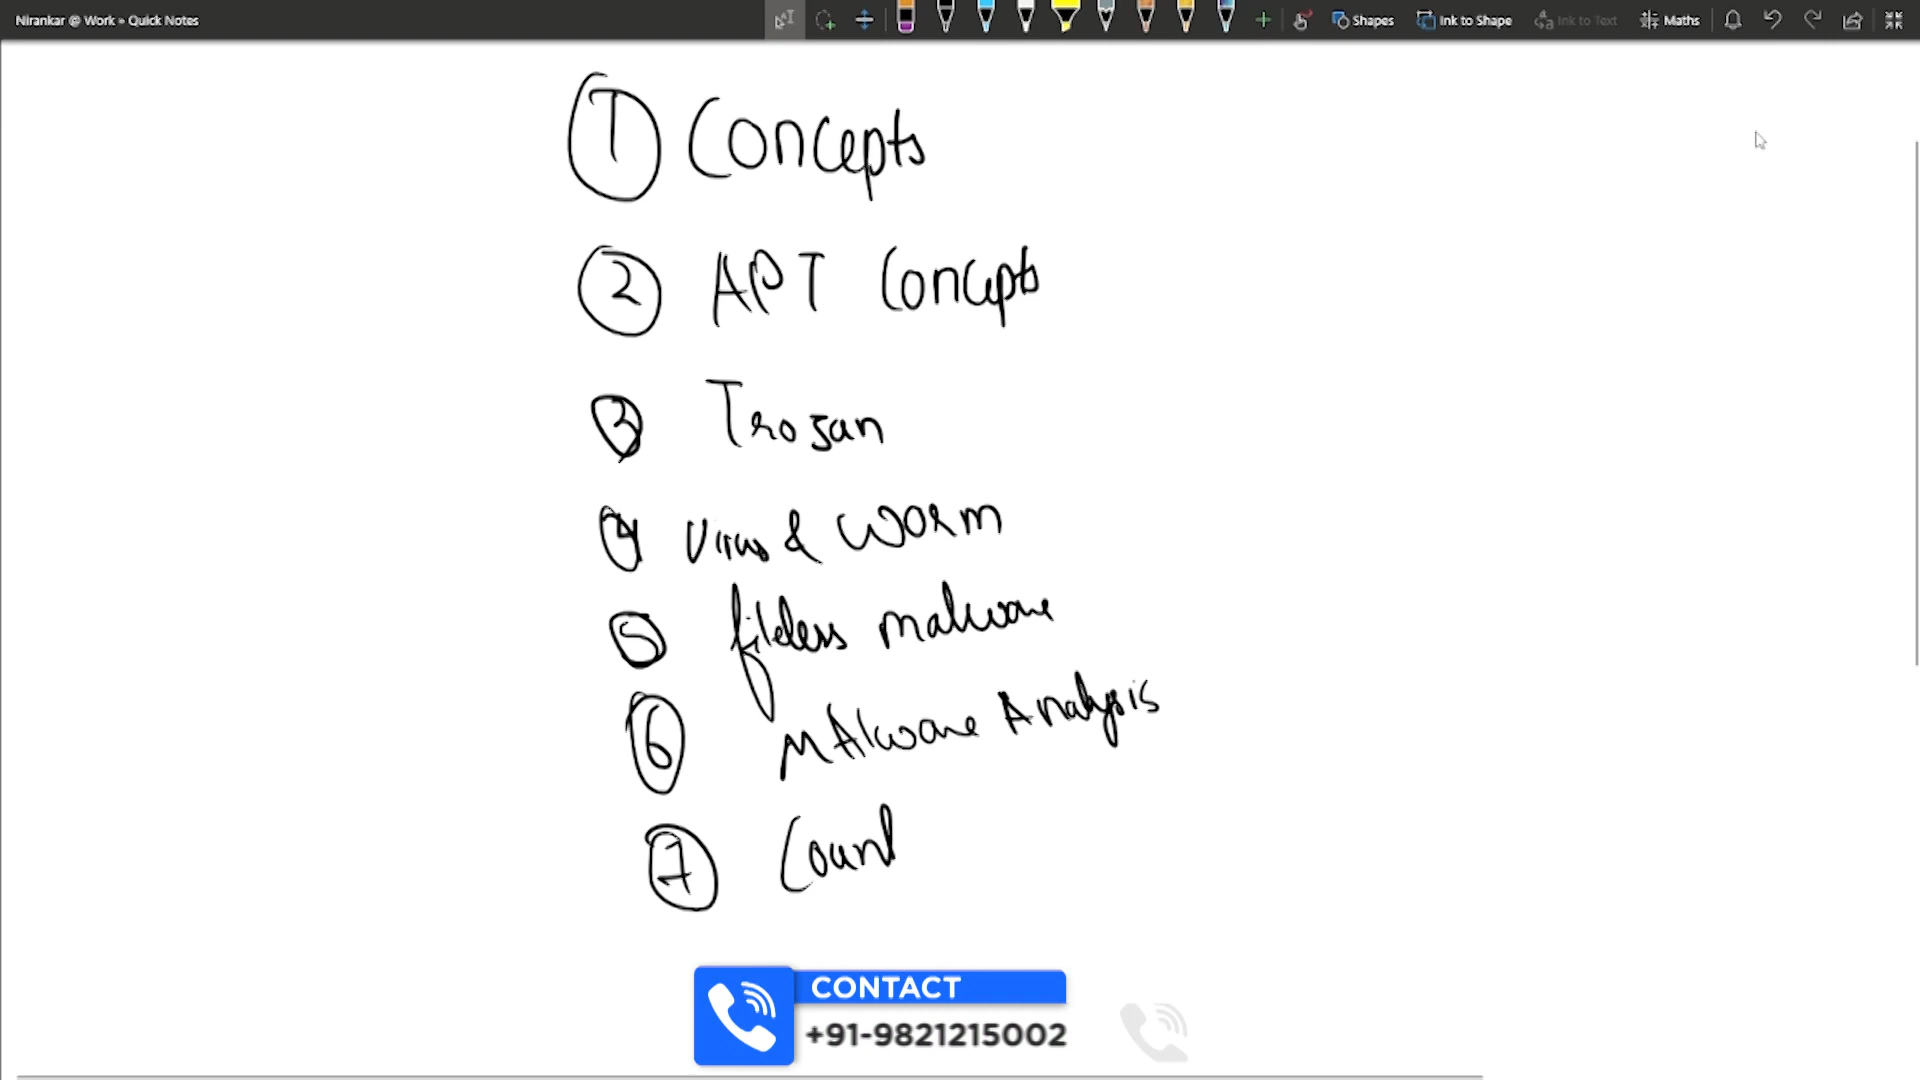 Nirankar @ Work » Quick Notes
Shapes Ink to Shape Ink to Text Maths
1 Concepts
2 APT Concepts
3 Trojan
4 Virus & Worm
5 fileless malware
6 MAlware Analysis
7 Count
CONTACT
+91-9821215002